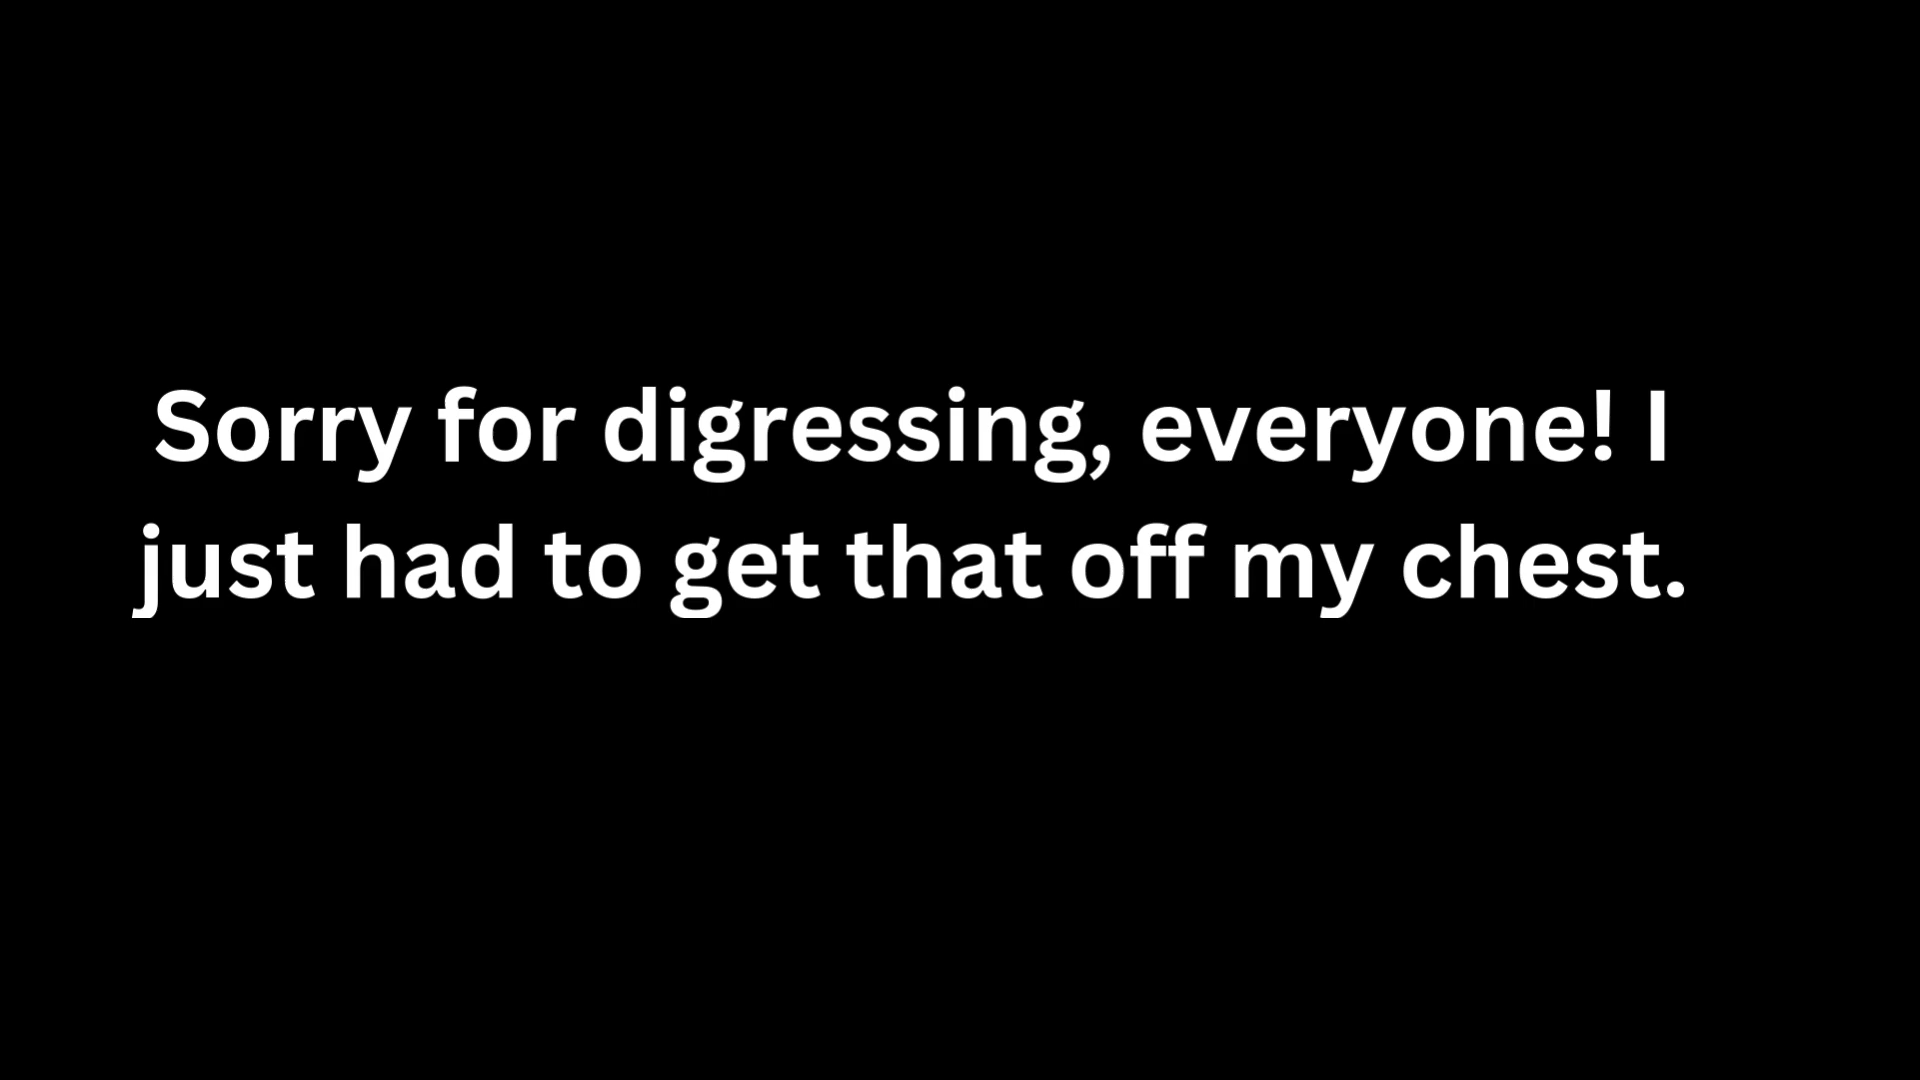 Sorry for digressing, everyone! I
just had to get that off my chest.